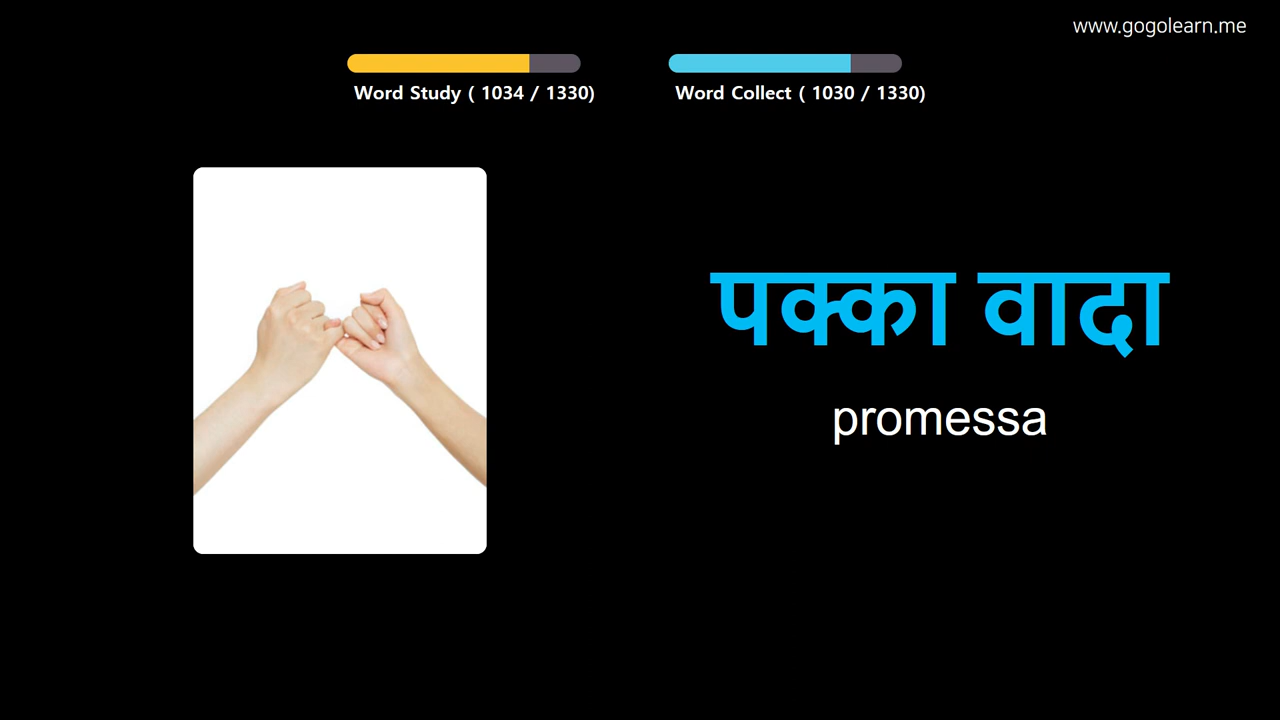 www.gogolearn.me
Word Study ( 1034 / 1330)
Word Collect ( 1030 / 1330)
पक्का वादा
promessa